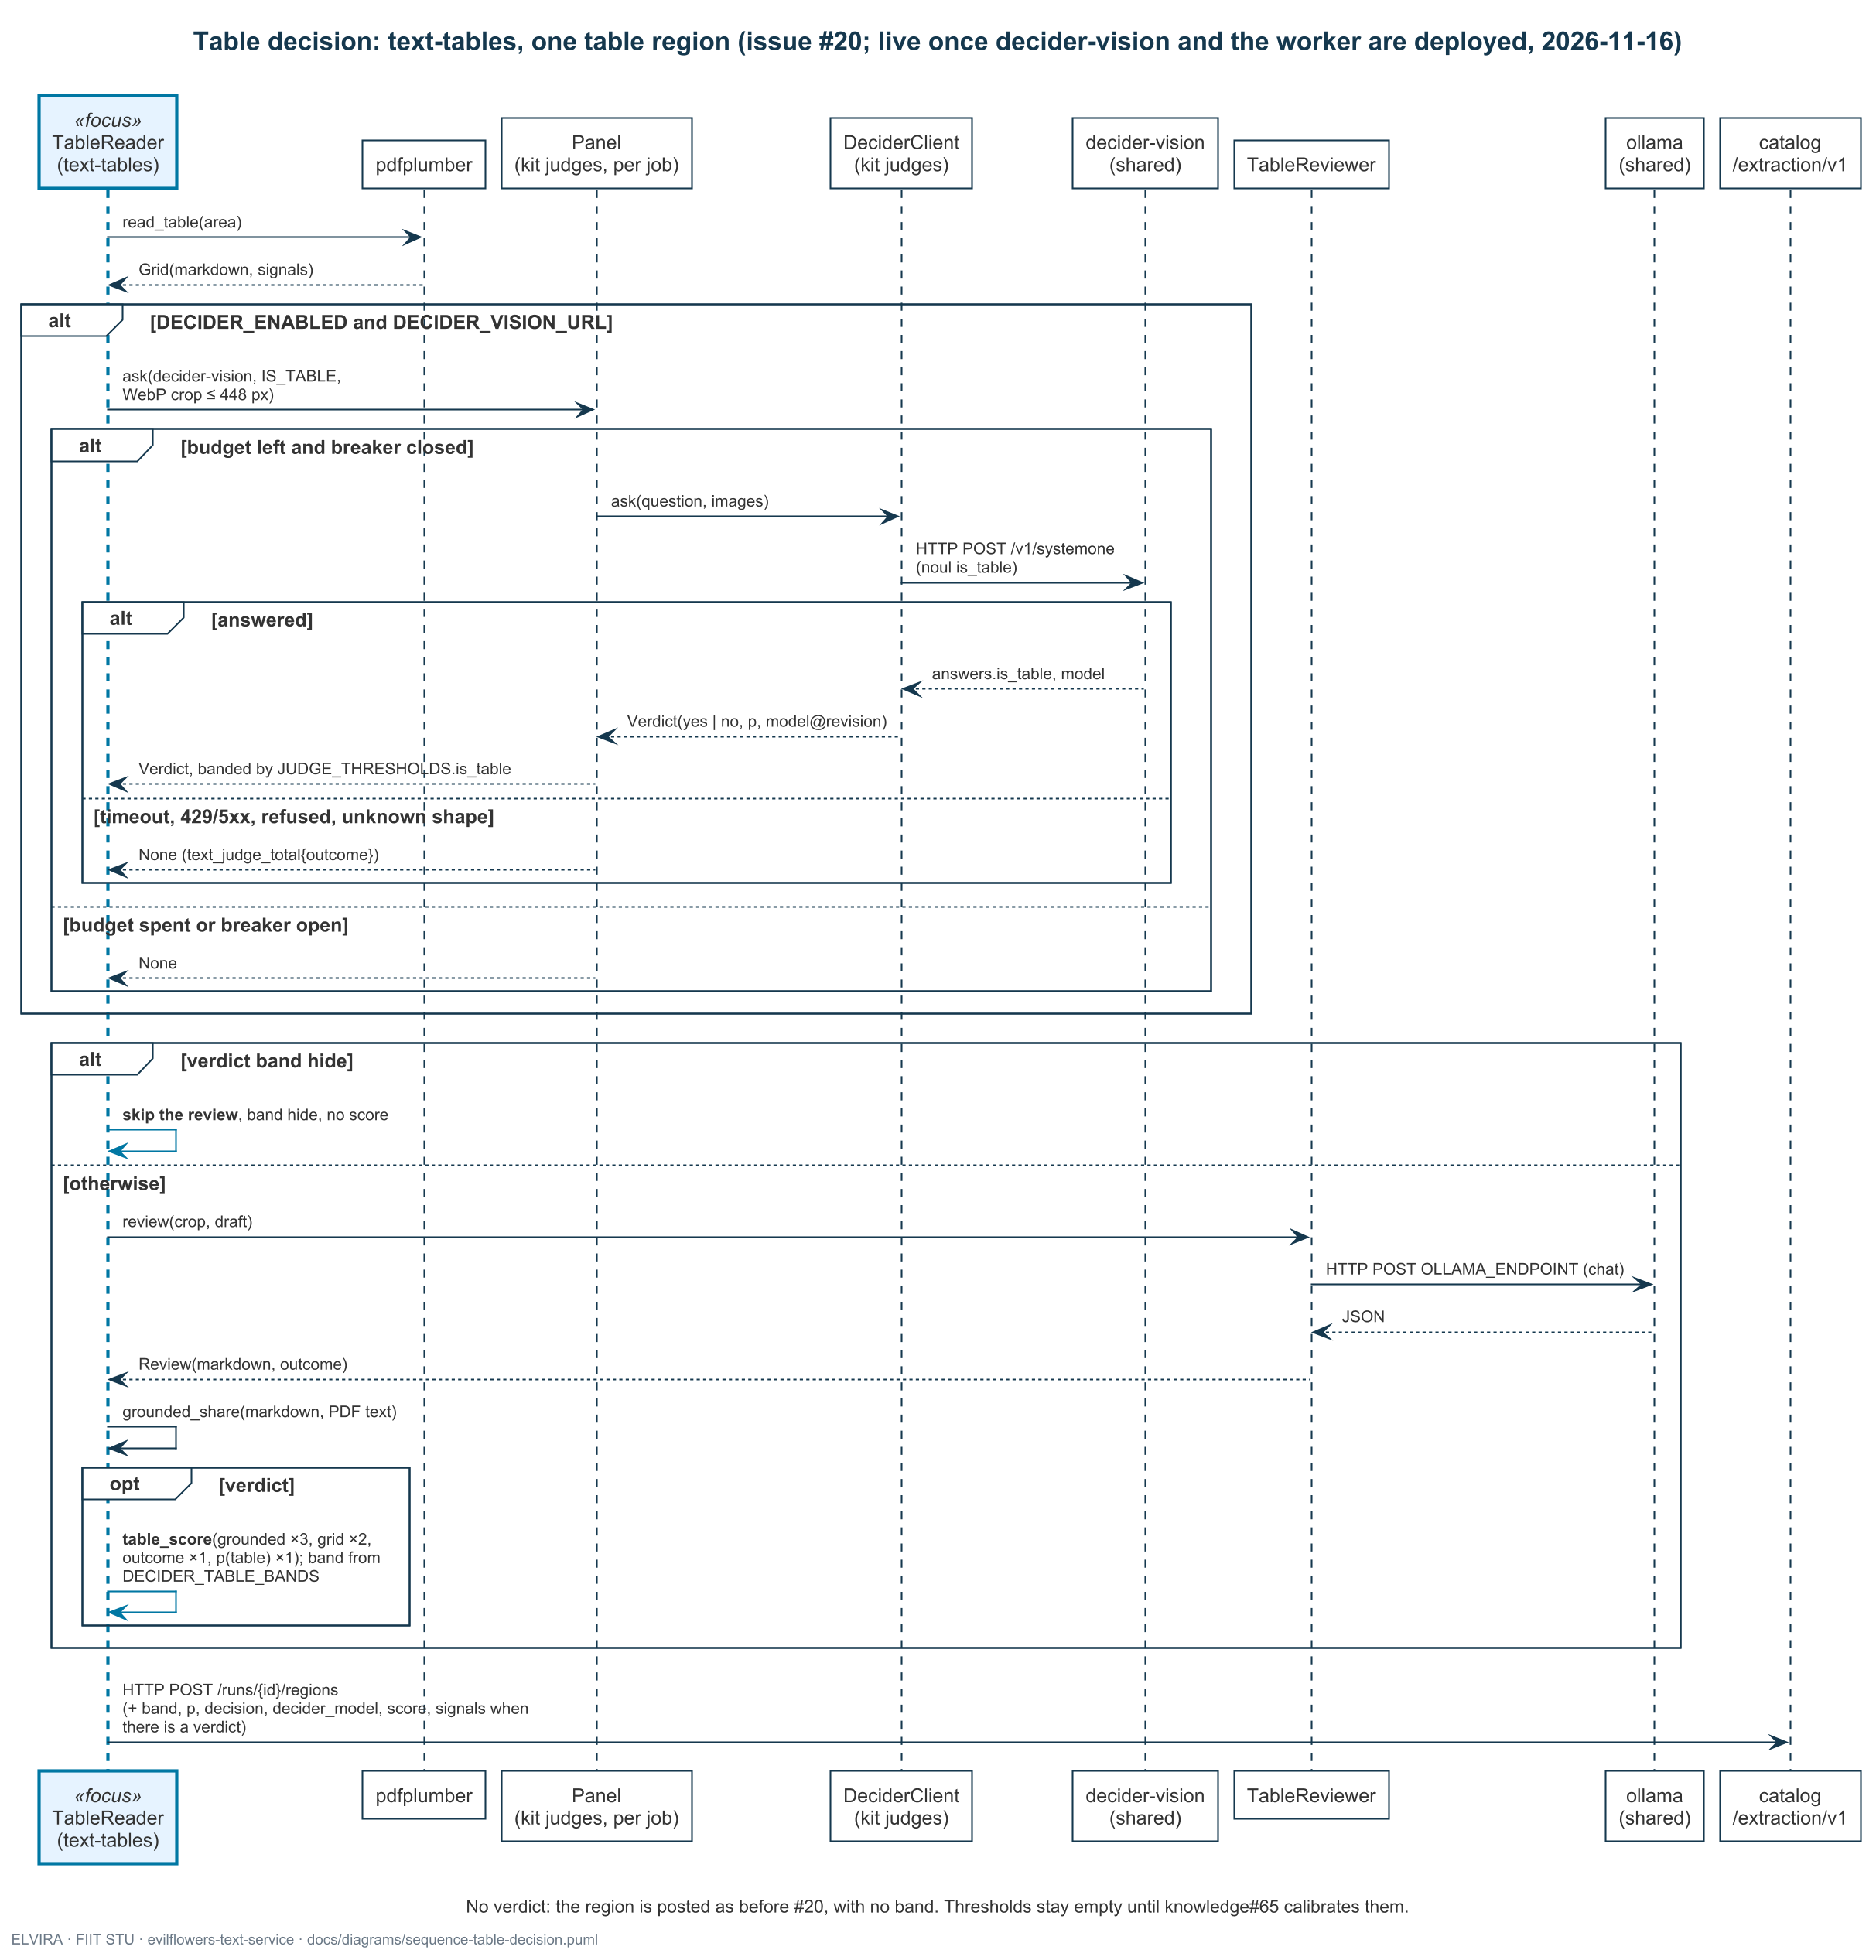 Table decision: text-tables, one table region (issue #20; live once decider-vision and the worker are deployed, 2026-11-16)
«focus»
TableReader
(text-tables)
pdfplumber
Panel
(kit judges, per job)
DeciderClient
(kit judges)
decider-vision
(shared)
TableReviewer
ollama
(shared)
catalog
/extraction/v1
read_table(area)
Grid(markdown, signals)
alt [DECIDER_ENABLED and DECIDER_VISION_URL]
ask(decider-vision, IS_TABLE,
WebP crop ≤ 448 px)
alt [budget left and breaker closed]
ask(question, images)
HTTP POST /v1/systemone
(noul is_table)
alt [answered]
answers.is_table, model
Verdict(yes | no, p, model@revision)
Verdict, banded by JUDGE_THRESHOLDS.is_table
[timeout, 429/5xx, refused, unknown shape]
None (text_judge_total{outcome})
[budget spent or breaker open]
None
alt [verdict band hide]
skip the review, band hide, no score
[otherwise]
review(crop, draft)
HTTP POST OLLAMA_ENDPOINT (chat)
JSON
Review(markdown, outcome)
grounded_share(markdown, PDF text)
opt [verdict]
table_score(grounded ×3, grid ×2,
outcome ×1, p(table) ×1); band from
DECIDER_TABLE_BANDS
HTTP POST /runs/{id}/regions
(+ band, p, decision, decider_model, score, signals when
there is a verdict)
«focus»
TableReader
(text-tables)
pdfplumber
Panel
(kit judges, per job)
DeciderClient
(kit judges)
decider-vision
(shared)
TableReviewer
ollama
(shared)
catalog
/extraction/v1
No verdict: the region is posted as before #20, with no band. Thresholds stay empty until knowledge#65 calibrates them.
ELVIRA · FIIT STU · evilflowers-text-service · docs/diagrams/sequence-table-decision.puml